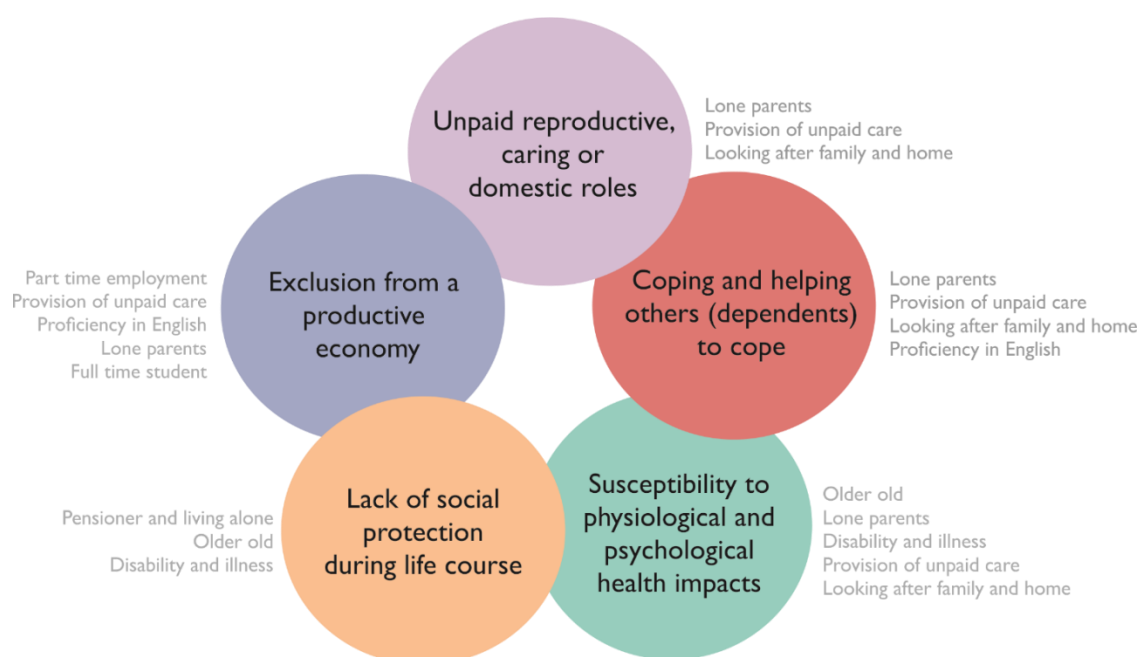 Unpaid reproductive,
caring or
domestic roles
Lone parents
Provision of unpaid care
Looking after family and home
Exclusion from a
productive
economy
Part time employment
Provision of unpaid care
Proficiency in English
Lone parents
Full time student
Coping and helping
others (dependents)
to cope
Lone parents
Provision of unpaid care
Looking after family and home
Proficiency in English
Lack of social
protection
during life course
Pensioner and living alone
Older old
Disability and illness
Susceptibility to
physiological and
psychological
health impacts
Older old
Lone parents
Disability and illness
Provision of unpaid care
Looking after family and home